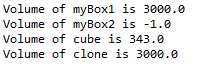 Volume of myBox1 is 3000.0
Volume of myBox2 is -1.0
Volume of cube is 343.0
Volume of clone is 3000.0